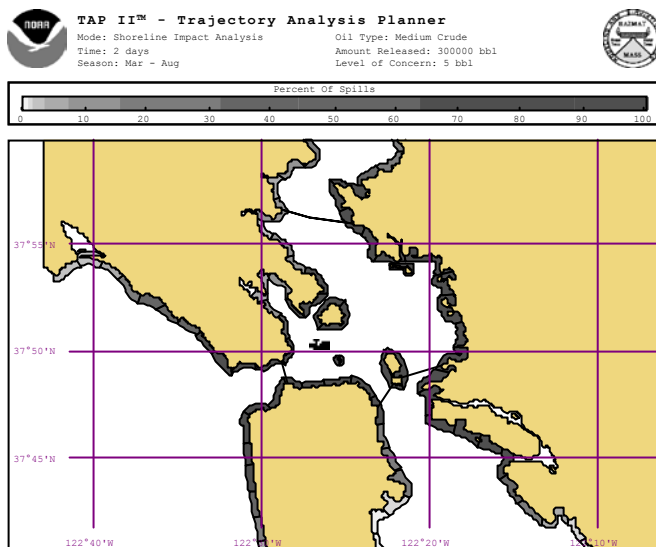 NOAA
TAP II™ - Trajectory Analysis Planner
Mode: Shoreline Impact Analysis
Time: 2 days
Season: Mar - Aug
Oil Type: Medium Crude
Amount Released: 300000 bbl
Level of Concern: 5 bbl
HAZMAT
MASS
Percent Of Spills
0 10 20 30 40 50 60 70 80 90 100
37°55'N
37°50'N
37°45'N
122°40'W
122°20'W